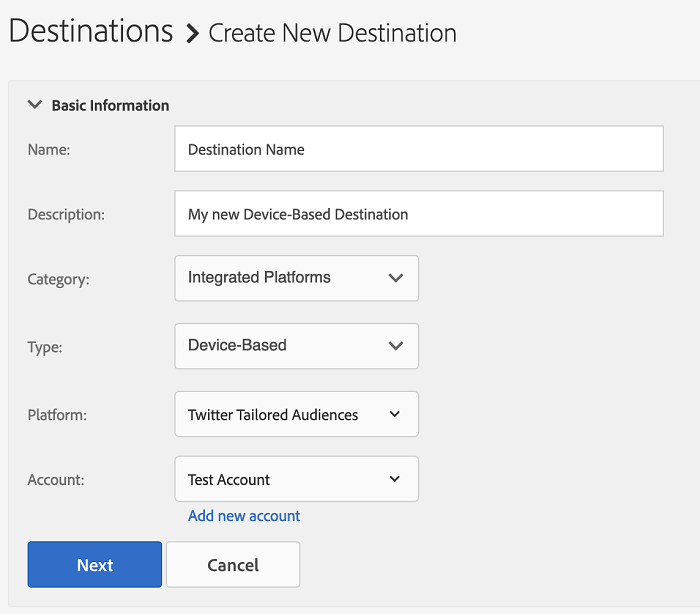 Destinations > Create New Destination
Basic Information
Name: Destination Name
Description: My new Device-Based Destination
Category: Integrated Platforms
Type: Device-Based
Platform: Twitter Tailored Audiences
Account: Test Account
Add new account
Next Cancel